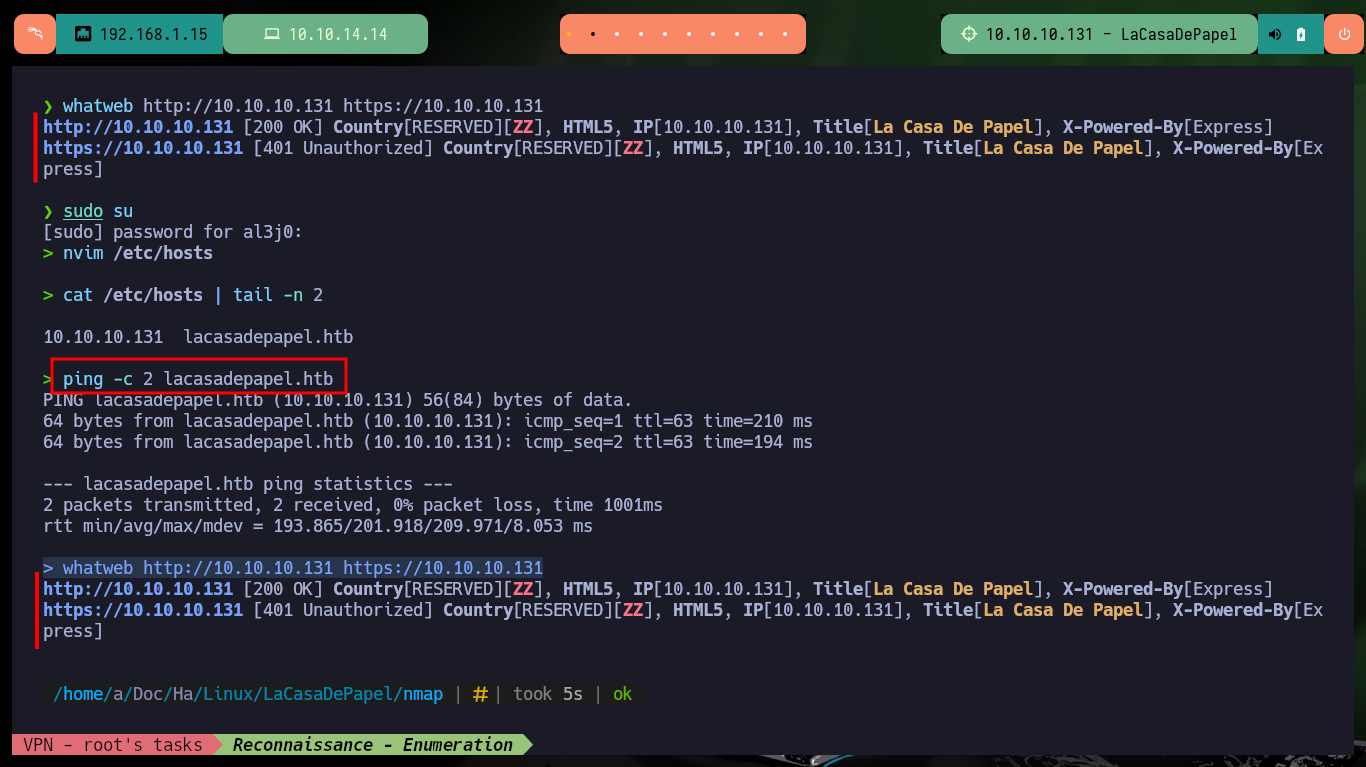 192.168.1.15 10.10.14.14 10.10.10.131 - LaCasaDePapel
❯ whatweb http://10.10.10.131 https://10.10.10.131
http://10.10.10.131 [200 OK] Country[RESERVED][ZZ], HTML5, IP[10.10.10.131], Title[La Casa De Papel], X-Powered-By[Express]
https://10.10.10.131 [401 Unauthorized] Country[RESERVED][ZZ], HTML5, IP[10.10.10.131], Title[La Casa De Papel], X-Powered-By[Ex
press]
❯ sudo su
[sudo] password for al3j0:
> nvim /etc/hosts
> cat /etc/hosts | tail -n 2
10.10.10.131  lacasadepapel.htb
> ping -c 2 lacasadepapel.htb
PING lacasadepapel.htb (10.10.10.131) 56(84) bytes of data.
64 bytes from lacasadepapel.htb (10.10.10.131): icmp_seq=1 ttl=63 time=210 ms
64 bytes from lacasadepapel.htb (10.10.10.131): icmp_seq=2 ttl=63 time=194 ms
--- lacasadepapel.htb ping statistics ---
2 packets transmitted, 2 received, 0% packet loss, time 1001ms
rtt min/avg/max/mdev = 193.865/201.918/209.971/8.053 ms
> whatweb http://10.10.10.131 https://10.10.10.131
http://10.10.10.131 [200 OK] Country[RESERVED][ZZ], HTML5, IP[10.10.10.131], Title[La Casa De Papel], X-Powered-By[Express]
https://10.10.10.131 [401 Unauthorized] Country[RESERVED][ZZ], HTML5, IP[10.10.10.131], Title[La Casa De Papel], X-Powered-By[Ex
press]
/home/a/Doc/Ha/Linux/LaCasaDePapel/nmap | # | took 5s | ok
VPN - root's tasks Reconnaissance - Enumeration